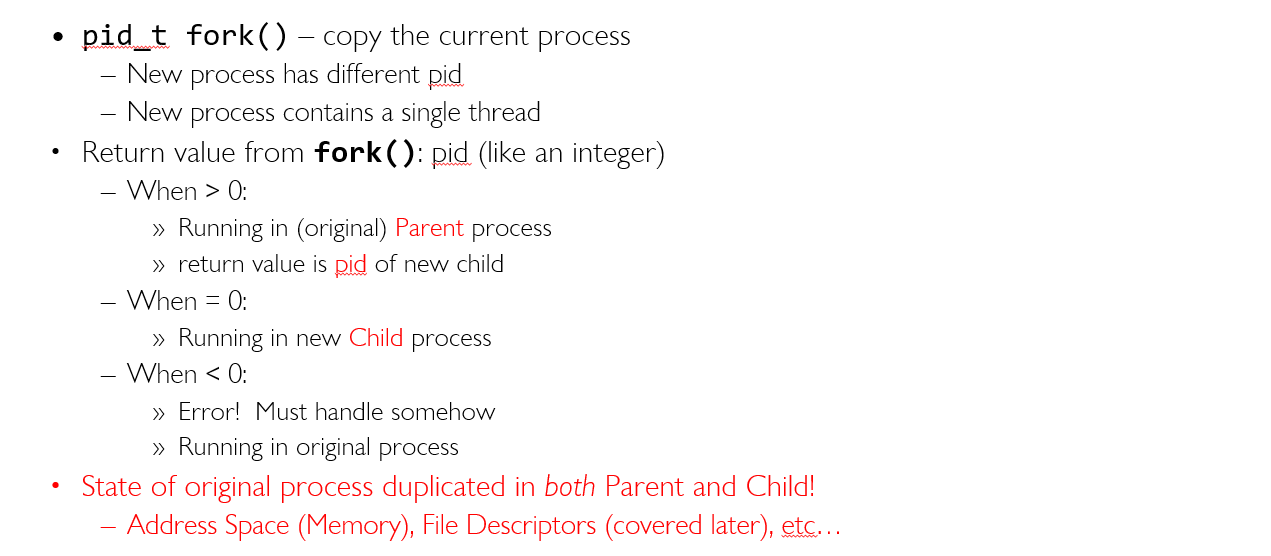 • pid_t fork() – copy the current process
– New process has different pid
– New process contains a single thread
• Return value from fork(): pid (like an integer)
– When > 0:
» Running in (original) Parent process
» return value is pid of new child
– When = 0:
» Running in new Child process
– When < 0:
» Error!  Must handle somehow
» Running in original process
• State of original process duplicated in both Parent and Child!
– Address Space (Memory), File Descriptors (covered later), etc…